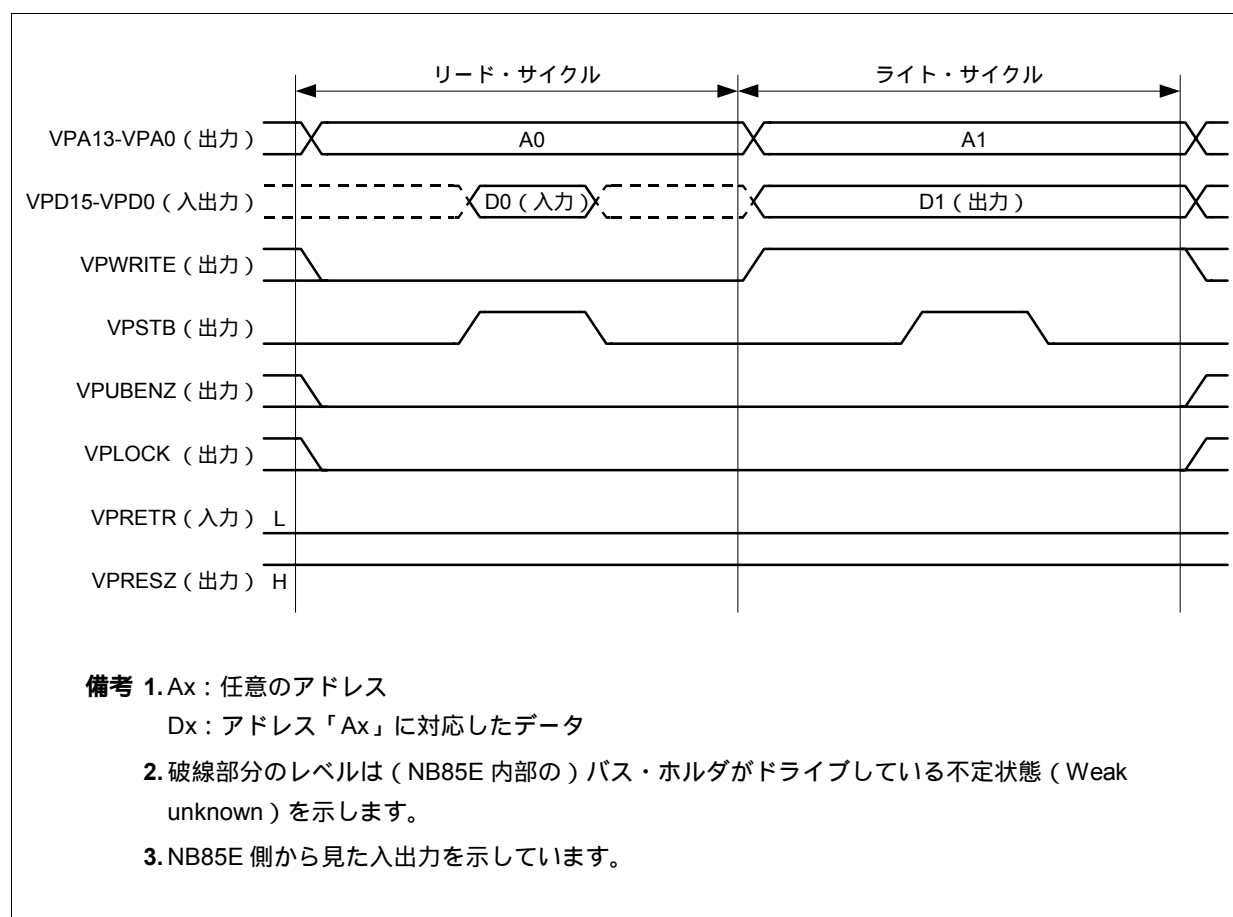 リード・サイクル ライト・サイクル
VPA13-VPA0（出力） A0 A1
VPD15-VPD0（入出力） D0（入力） D1（出力）
VPWRITE（出力）
VPSTB（出力）
VPUBENZ（出力）
VPLOCK （出力）
VPRETR（入力） L
VPRESZ（出力） H
備考 1. Ax：任意のアドレス
Dx：アドレス「Ax」に対応したデータ
2. 破線部分のレベルは（NB85E 内部の）バス・ホルダがドライブしている不定状態（Weak
unknown）を示します。
3. NB85E 側から見た入出力を示しています。